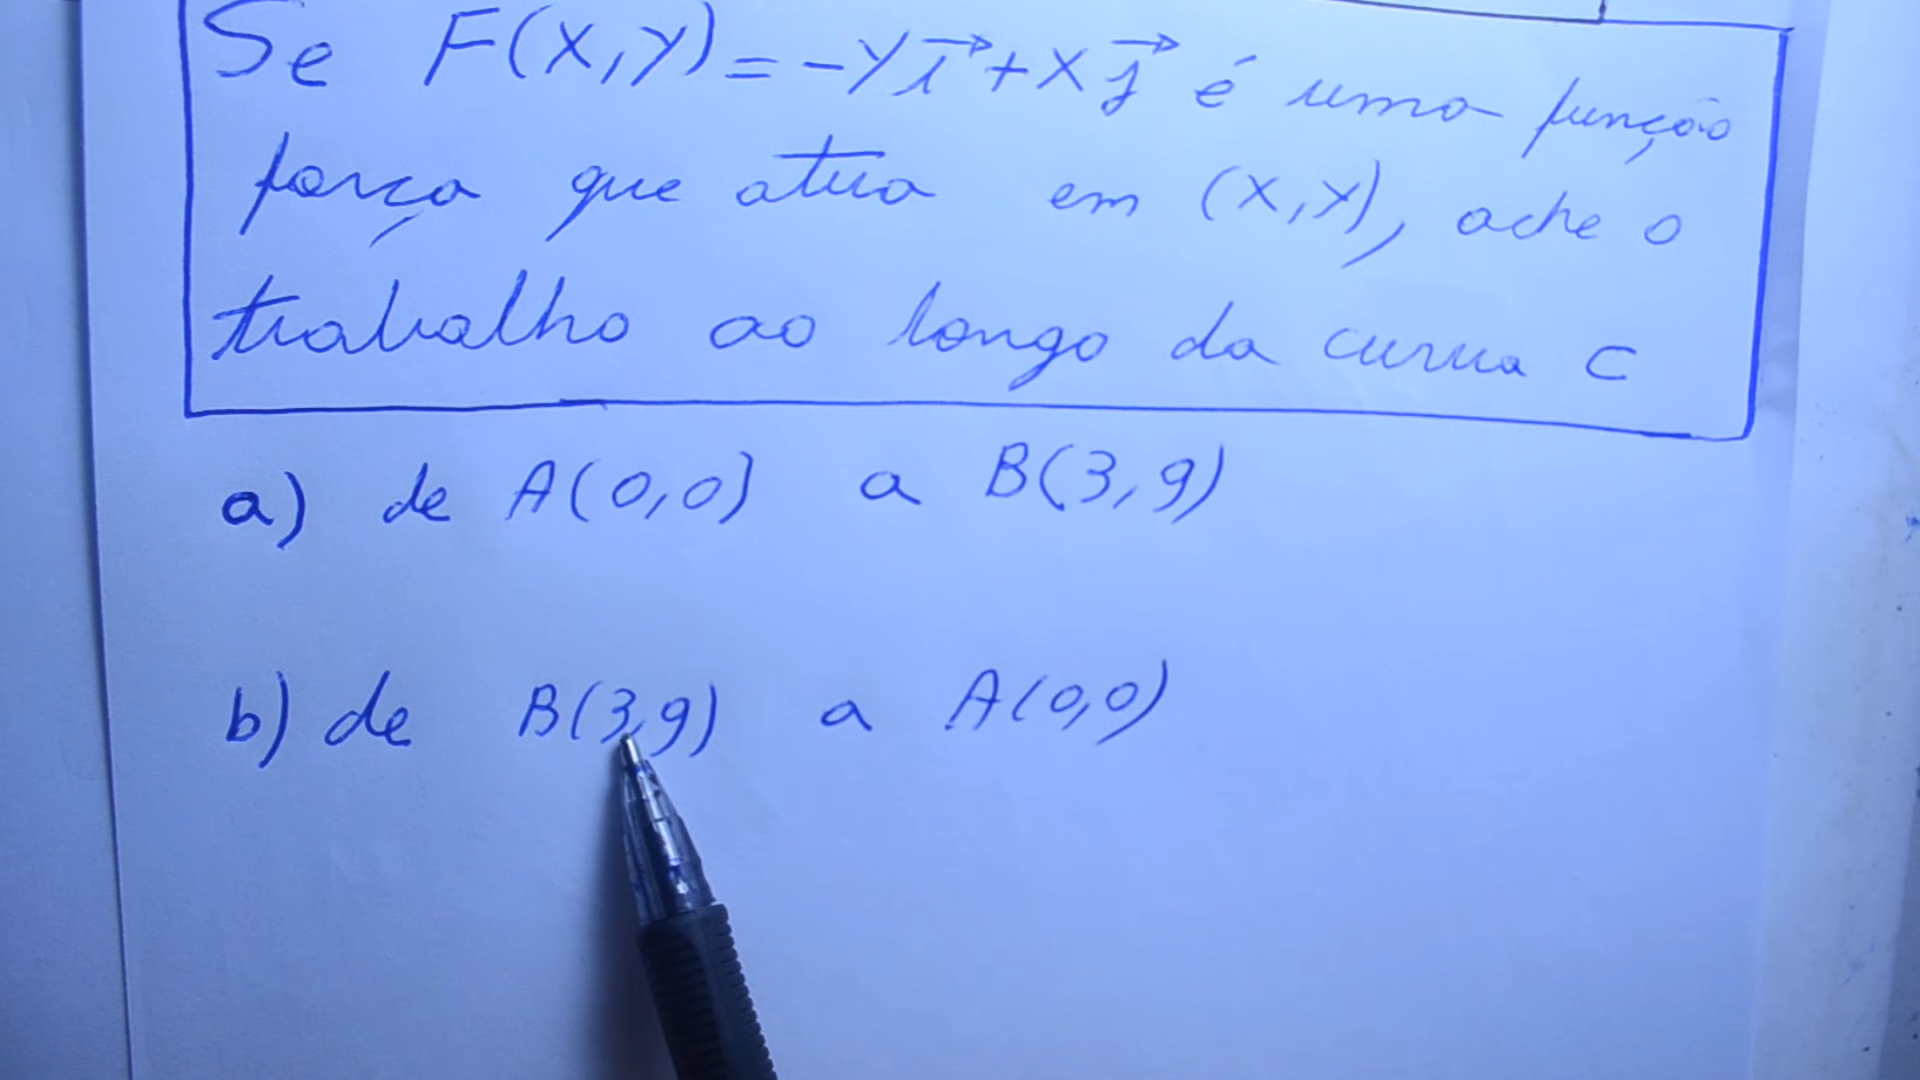 Se F(X,Y) = -Y i⃗ + X j⃗ é uma função
força que atua em (X,Y), ache o
trabalho ao longo da curva C
a) de A(0,0) a B(3,9)
b) de B(3,9) a A(0,0)